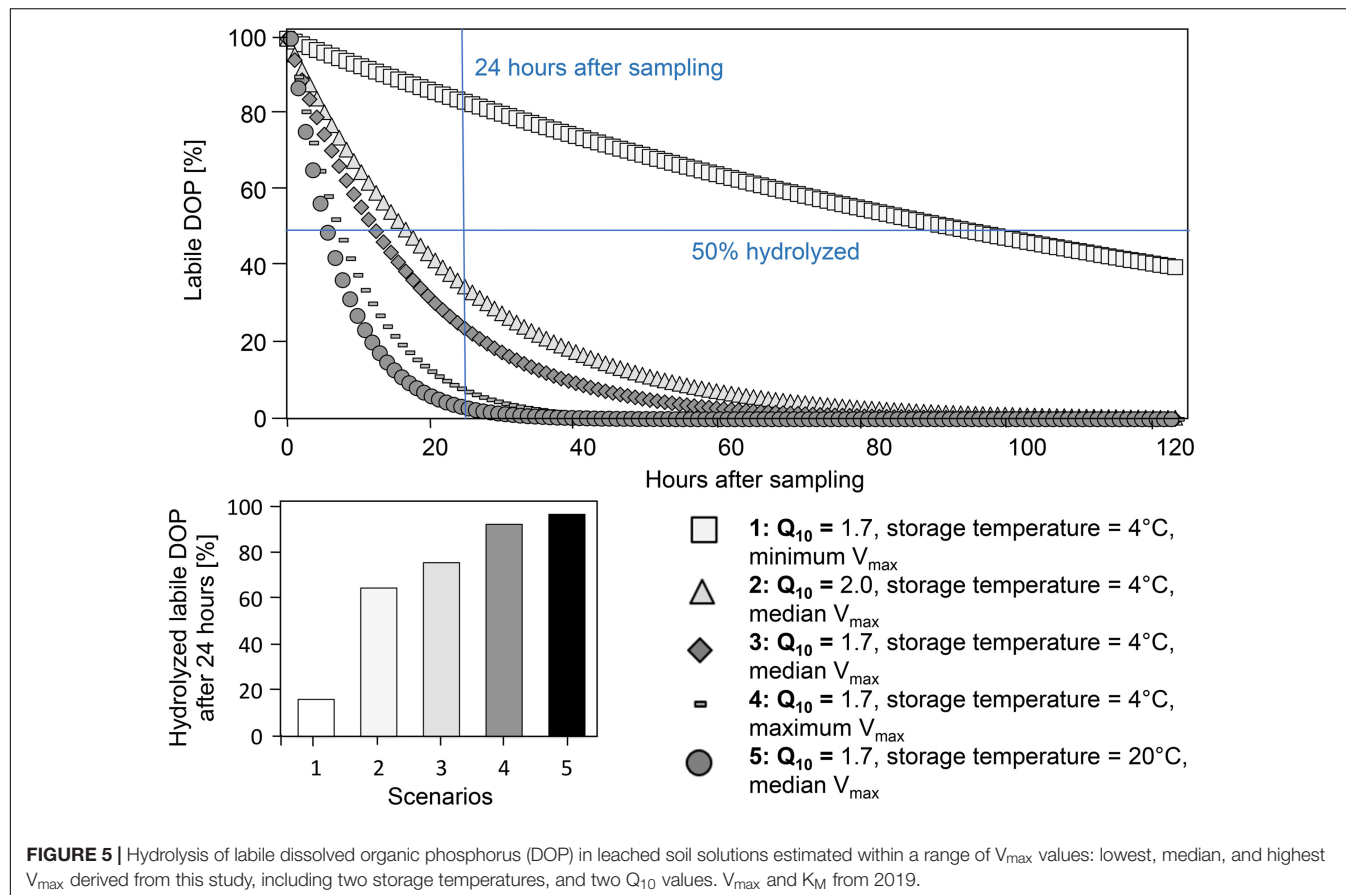 100
80
60
40
20
0
Labile DOP [%]
24 hours after sampling
50% hydrolyzed
0 20 40 60 80 100 120
Hours after sampling
100
80
60
40
20
0
Hydrolyzed labile DOP
after 24 hours [%]
1 2 3 4 5
Scenarios
1: Q₁₀ = 1.7, storage temperature = 4°C,
minimum Vₘₐₓ
2: Q₁₀ = 2.0, storage temperature = 4°C,
median Vₘₐₓ
3: Q₁₀ = 1.7, storage temperature = 4°C,
median Vₘₐₓ
4: Q₁₀ = 1.7, storage temperature = 4°C,
maximum Vₘₐₓ
5: Q₁₀ = 1.7, storage temperature = 20°C,
median Vₘₐₓ
FIGURE 5 | Hydrolysis of labile dissolved organic phosphorus (DOP) in leached soil solutions estimated within a range of Vₘₐₓ values: lowest, median, and highest
Vₘₐₓ derived from this study, including two storage temperatures, and two Q₁₀ values. Vₘₐₓ and K_M from 2019.